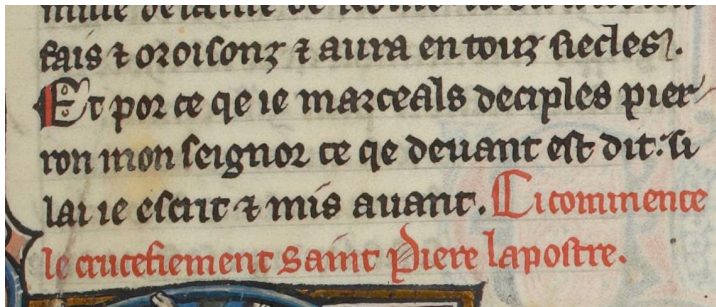 fais ⁊ oroisonz ⁊ aura en touz siecles.
Et por ce qe ie marceals deciples pier
ron mon seignor ce qe deuant est dit. si
lai ie escrit ⁊ mis auant. Ci commence
le crucefiement saint Piere lapostre.